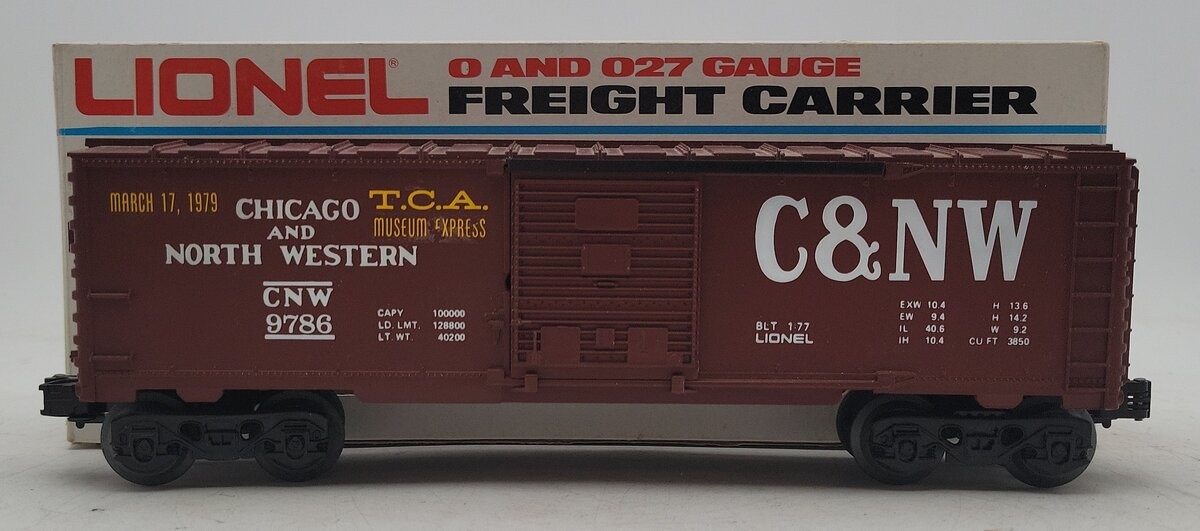 LIONEL®
O AND O27 GAUGE
FREIGHT CARRIER
MARCH 17, 1979
CHICAGO
AND
NORTH WESTERN
T.C.A.
MUSEUM EXPRESS
CNW
9786
CAPY 100000
LD. LMT. 128800
LT. WT. 40200
C&NW
BLT 1-77
LIONEL
EXW 10.4 H 13.6
EW 9.4 H 14.2
IL 40.6 W 9.2
IH 10.4 CU FT 3850